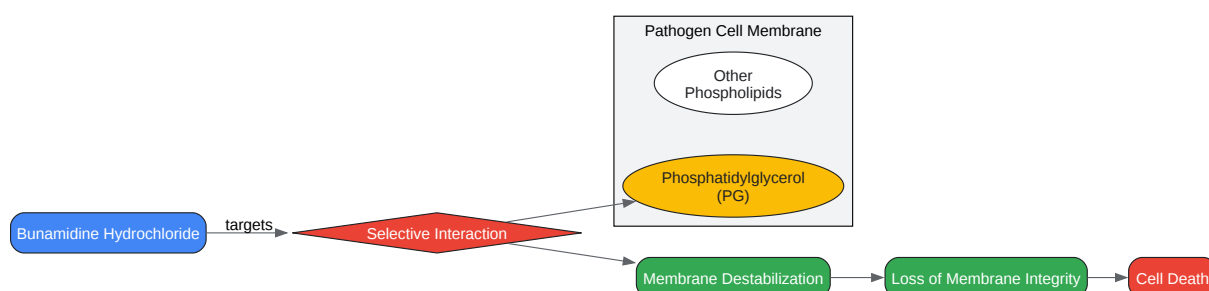 Pathogen Cell Membrane
Other
Phospholipids
Phosphatidylglycerol
(PG)
Bunamidine Hydrochloride
targets
Selective Interaction
Membrane Destabilization
Loss of Membrane Integrity
Cell Death